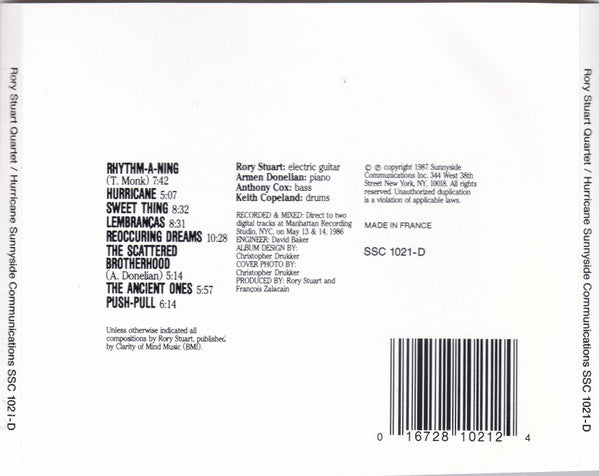 Rory Stuart Quartet / Hurricane Sunnyside Communications SSC 1021-D
RHYTHM-A-NING
(T. Monk) 7:42
HURRICANE 5:07
SWEET THING 8:32
LEMBRANÇAS 8:31
REOCCURING DREAMS 10:28
THE SCATTERED
BROTHERHOOD
(A. Donelian) 5:14
THE ANCIENT ONES 5:57
PUSH-PULL 6:14
Unless otherwise indicated all
compositions by Rory Stuart, published
by Clarity of Mind Music (BMI).
Rory Stuart: electric guitar
Armen Donelian: piano
Anthony Cox: bass
Keith Copeland: drums
RECORDED & MIXED: Direct to two
digital tracks at Manhattan Recording
Studio, NYC, on May 13 & 14, 1986
ENGINEER: David Baker
ALBUM DESIGN BY:
Christopher Drukker
COVER PHOTO BY:
Christopher Drukker
PRODUCED BY: Rory Stuart and
François Zalacain
© ℗ copyright 1987 Sunnyside
Communications Inc. 344 West 38th
Street New York, NY, 10018. All rights
reserved. Unauthorized duplication
is a violation of applicable laws.
MADE IN FRANCE
SSC 1021-D
0 16728 10212 4
Rory Stuart Quartet / Hurricane Sunnyside Communications SSC 1021-D